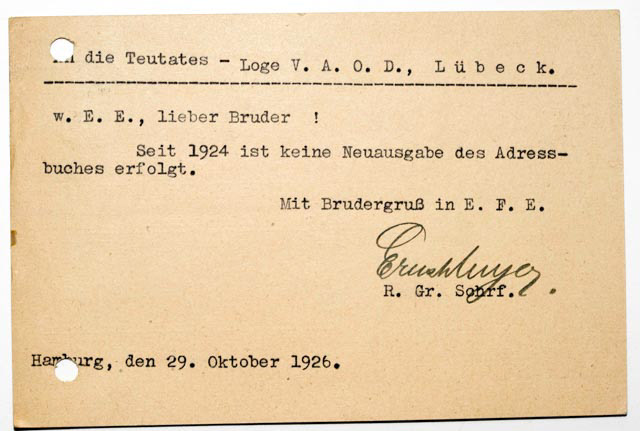 An die Teutates - Loge V. A. O. D., L ü b e c k.
w. E. E., lieber Bruder !
Seit 1924 ist keine Neuausgabe des Adress-
buches erfolgt.
Mit Brudergruß in E. F. E.
R. Gr. Schrf.
Hamburg, den 29. Oktober 1926.